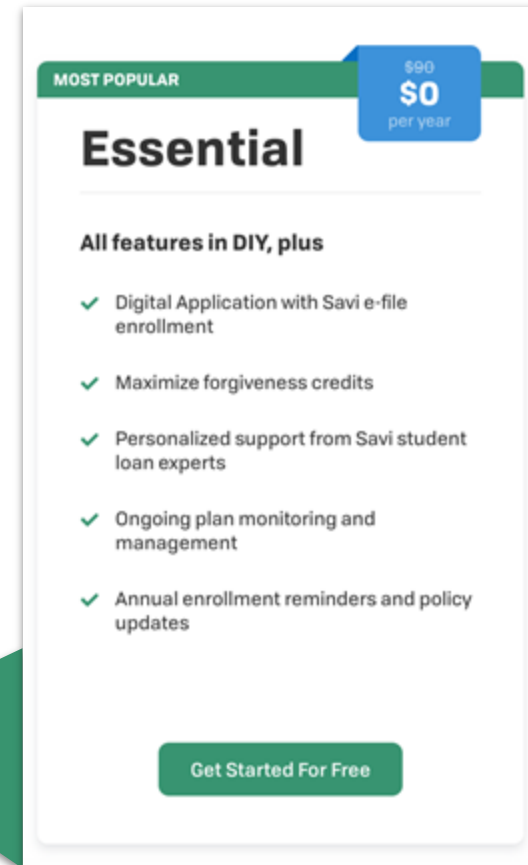 MOST POPULAR
$90
$0
per year
Essential
All features in DIY, plus
Digital Application with Savi e-file
enrollment
Maximize forgiveness credits
Personalized support from Savi student
loan experts
Ongoing plan monitoring and
management
Annual enrollment reminders and policy
updates
Get Started For Free